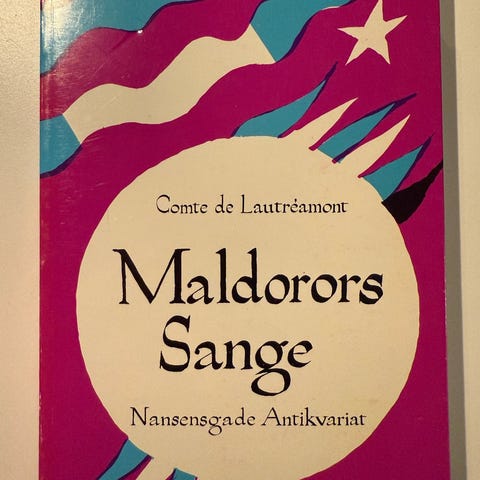 Comte de Lautréamont
Maldorors
Sange
Nansensgade Antikvariat